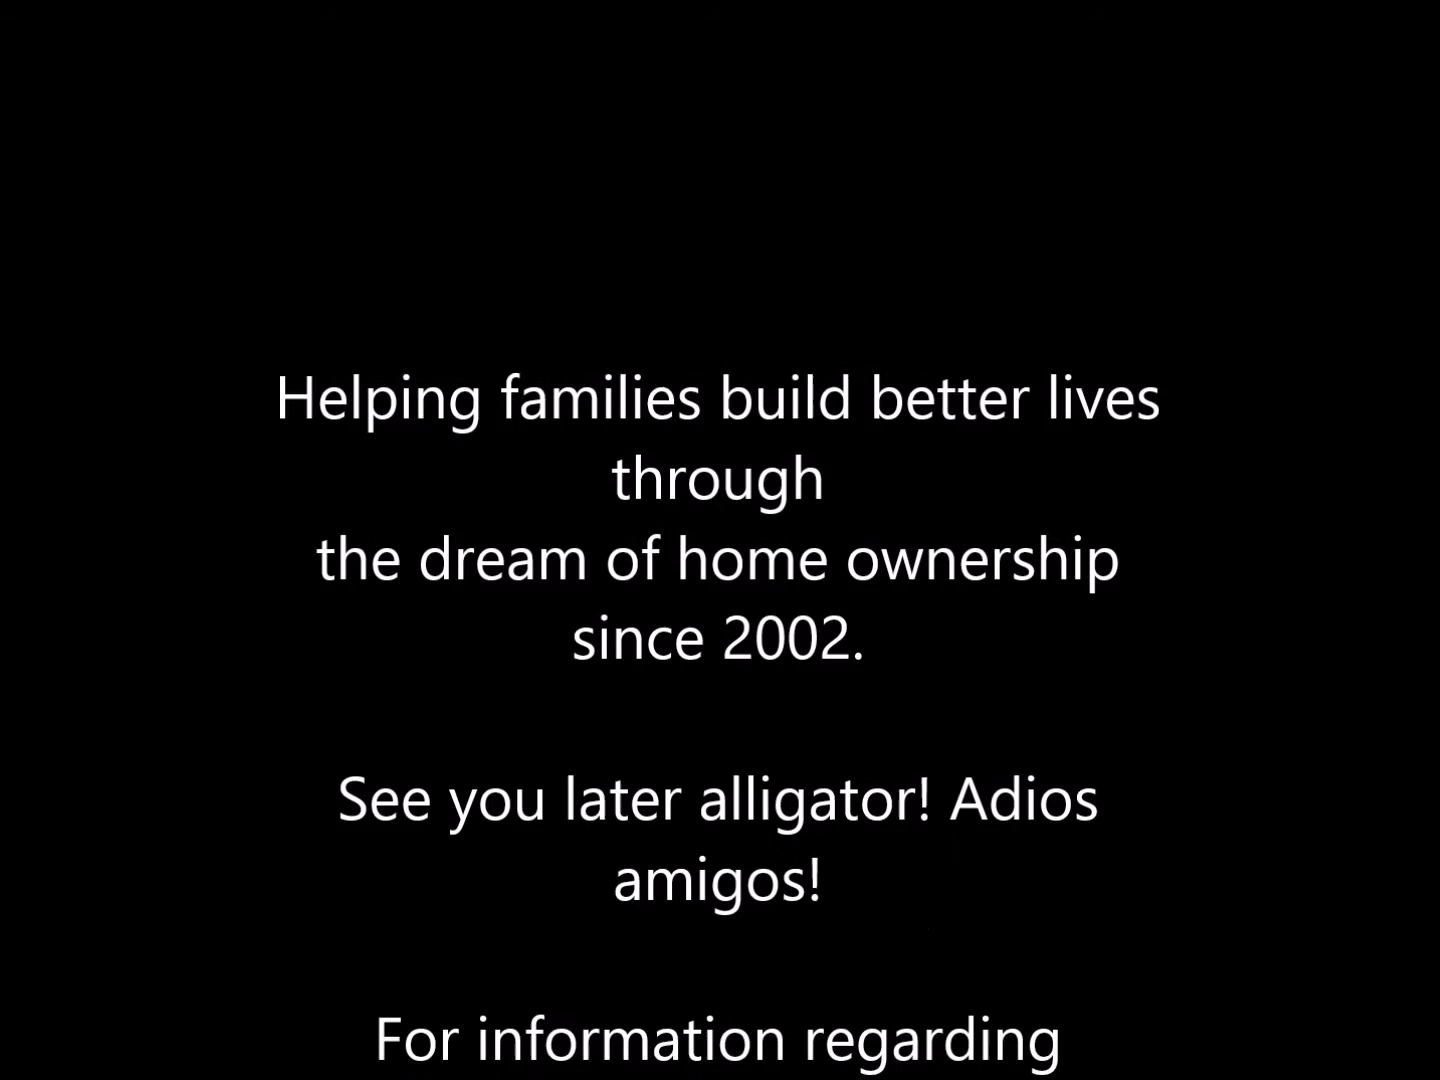 Helping families build better lives
through
the dream of home ownership
since 2002.
See you later alligator! Adios
amigos!
For information regarding